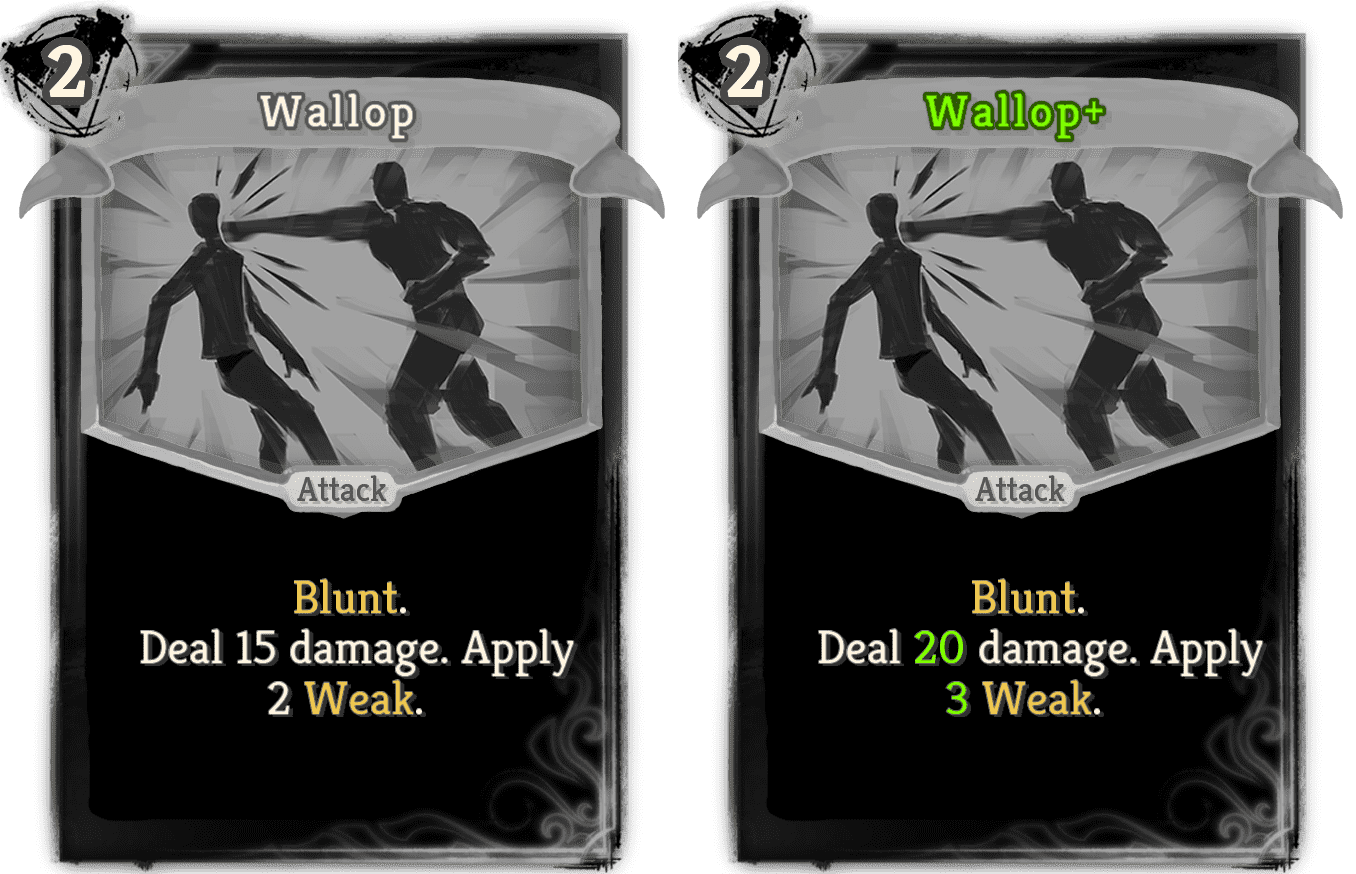 2
Wallop
Attack
Blunt.
Deal 15 damage. Apply
2 Weak.
2
Wallop+
Attack
Blunt.
Deal 20 damage. Apply
3 Weak.